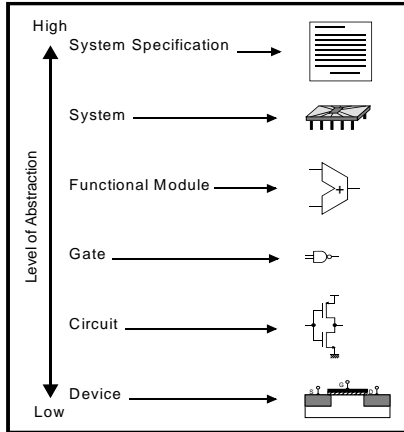 High
System Specification
System
Functional Module
+
Level of Abstraction
Gate
Circuit
Device
S
G
D
Low